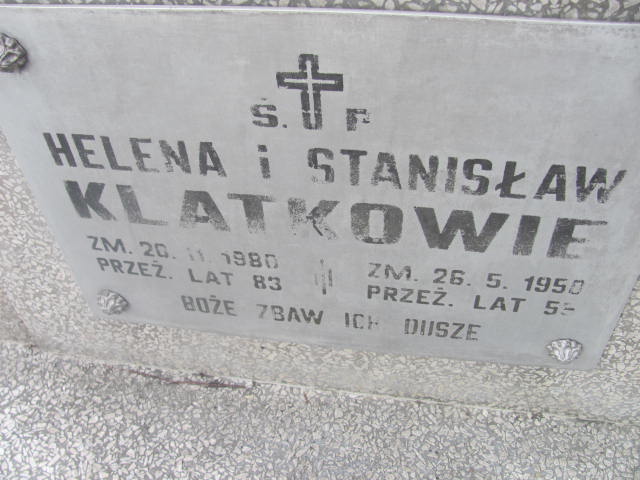 Ś. P
HELENA i STANISŁAW
KLATKOWIE
ZM. 20. 11. 1980
PRZEŻ. LAT 83
ZM. 26. 5. 1950
PRZEŻ. LAT
BOŻE ZBAW ICH DUSZE